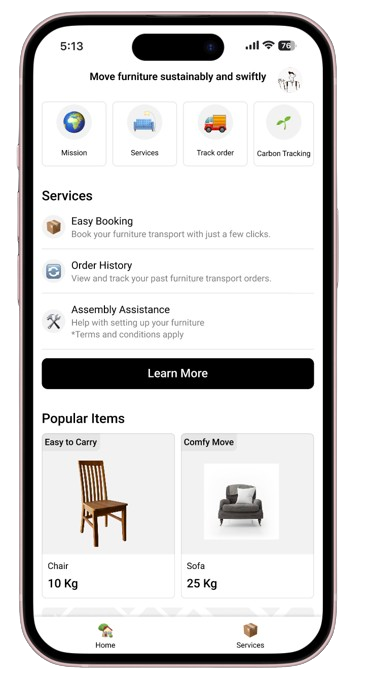 5:13
76
Move furniture sustainably and swiftly
Mission
Services
Track order
Carbon Tracking
Services
Easy Booking
Book your furniture transport with just a few clicks.
Order History
View and track your past furniture transport orders.
Assembly Assistance
Help with setting up your furniture
*Terms and conditions apply
Learn More
Popular Items
Easy to Carry
Comfy Move
Chair
10 Kg
Sofa
25 Kg
Home
Services